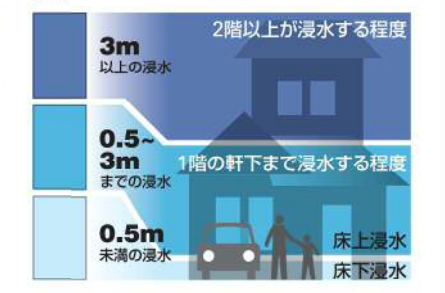 3m
以上の浸水
2階以上が浸水する程度
0.5~
3m
までの浸水
1階の軒下まで浸水する程度
0.5m
未満の浸水
床上浸水
床下浸水